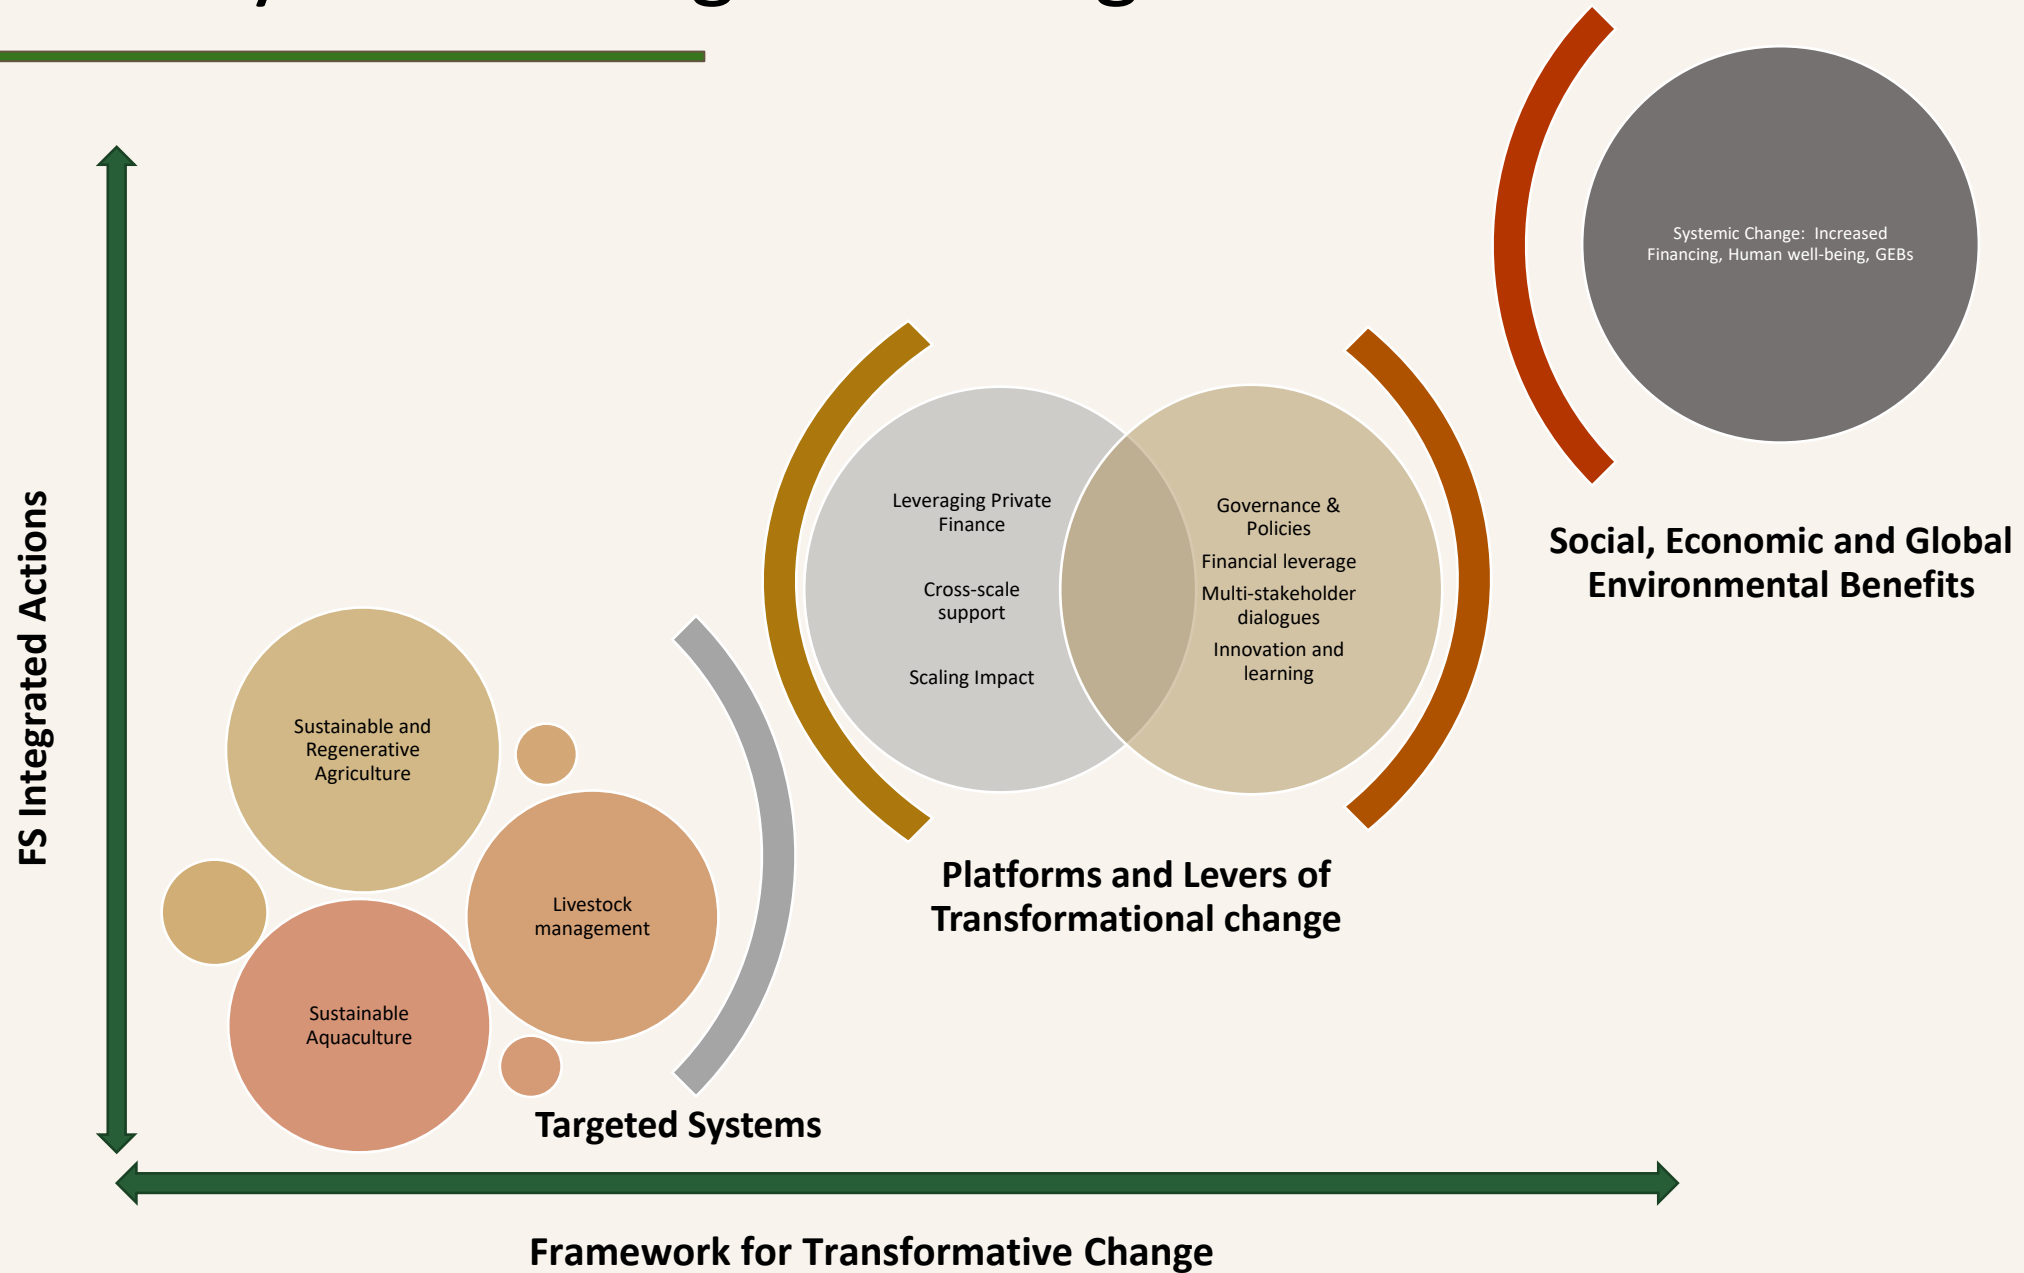 Systemic Change: Increased
Financing, Human well-being, GEBs
Social, Economic and Global
Environmental Benefits
Leveraging Private
Finance
Cross-scale
support
Scaling Impact
Governance &
Policies
Financial leverage
Multi-stakeholder
dialogues
Innovation and
learning
Platforms and Levers of
Transformational change
FS Integrated Actions
Sustainable and
Regenerative
Agriculture
Livestock
management
Sustainable
Aquaculture
Targeted Systems
Framework for Transformative Change